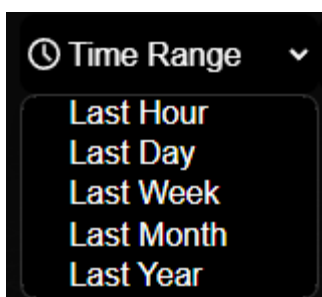 Time Range
Last Hour
Last Day
Last Week
Last Month
Last Year